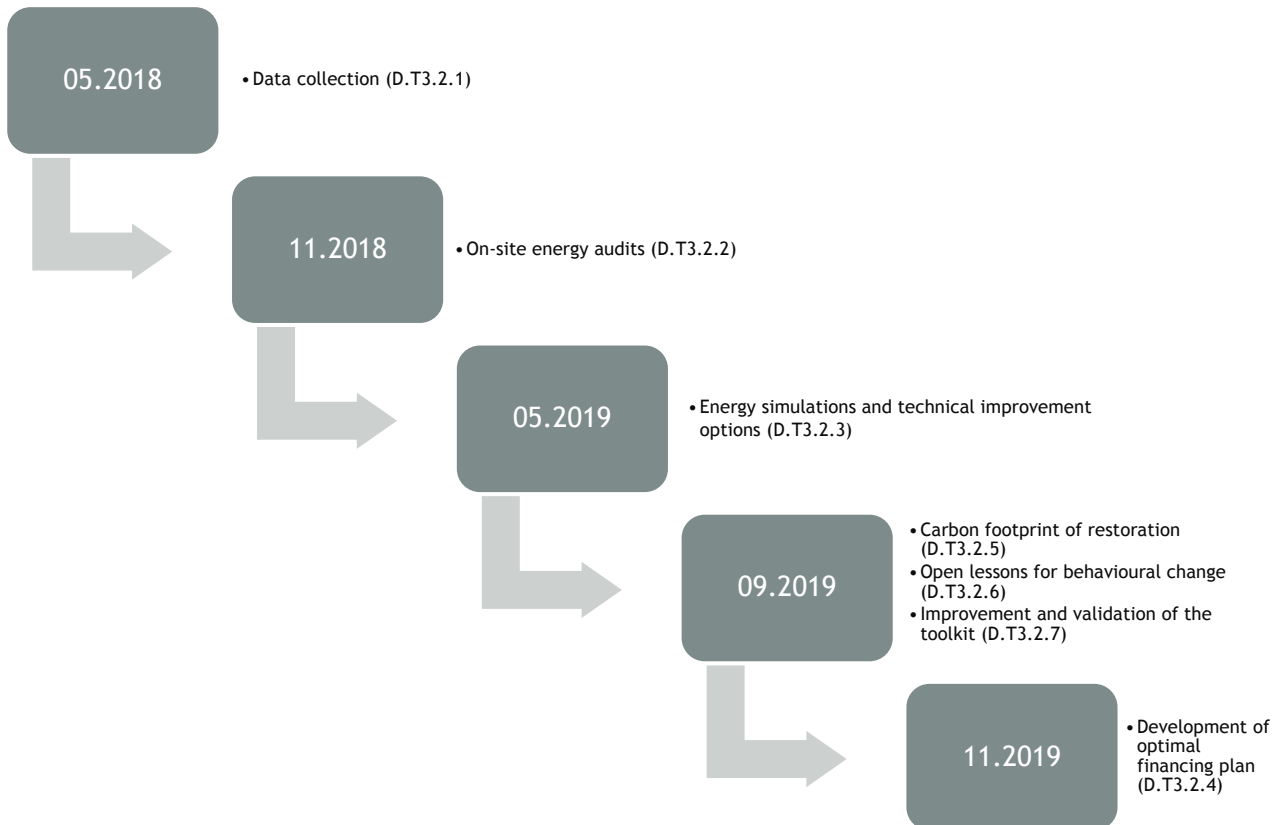 05.2018
• Data collection (D.T3.2.1)
11.2018
• On-site energy audits (D.T3.2.2)
05.2019
• Energy simulations and technical improvement
options (D.T3.2.3)
09.2019
• Carbon footprint of restoration
(D.T3.2.5)
• Open lessons for behavioural change
(D.T3.2.6)
• Improvement and validation of the
toolkit (D.T3.2.7)
11.2019
• Development of
optimal
financing plan
(D.T3.2.4)